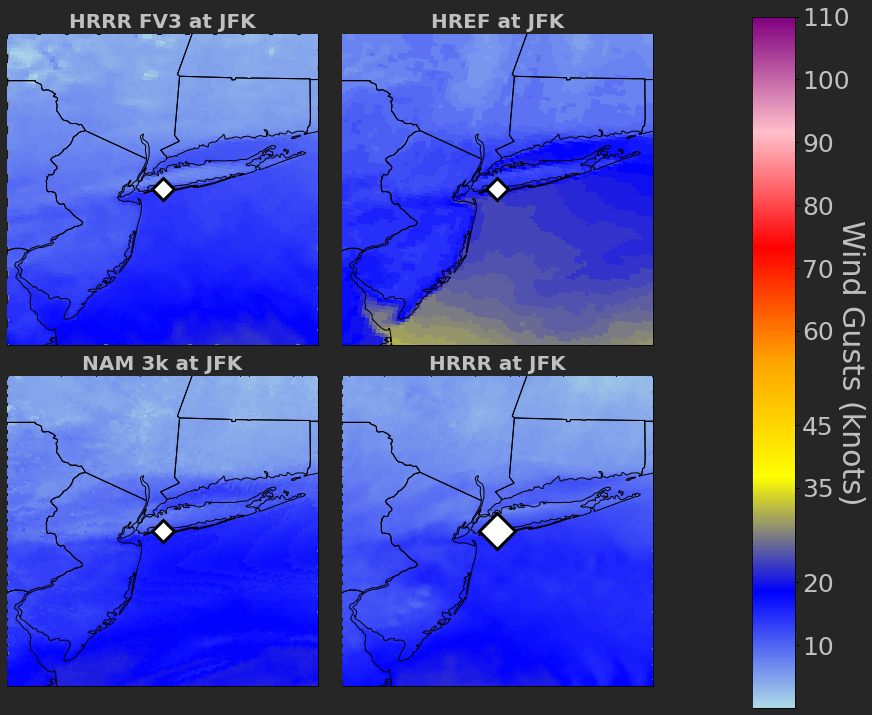 HRRR FV3 at JFK
HREF at JFK
NAM 3k at JFK
HRRR at JFK
110
100
90
80
70
60
45
35
20
10
Wind Gusts (knots)